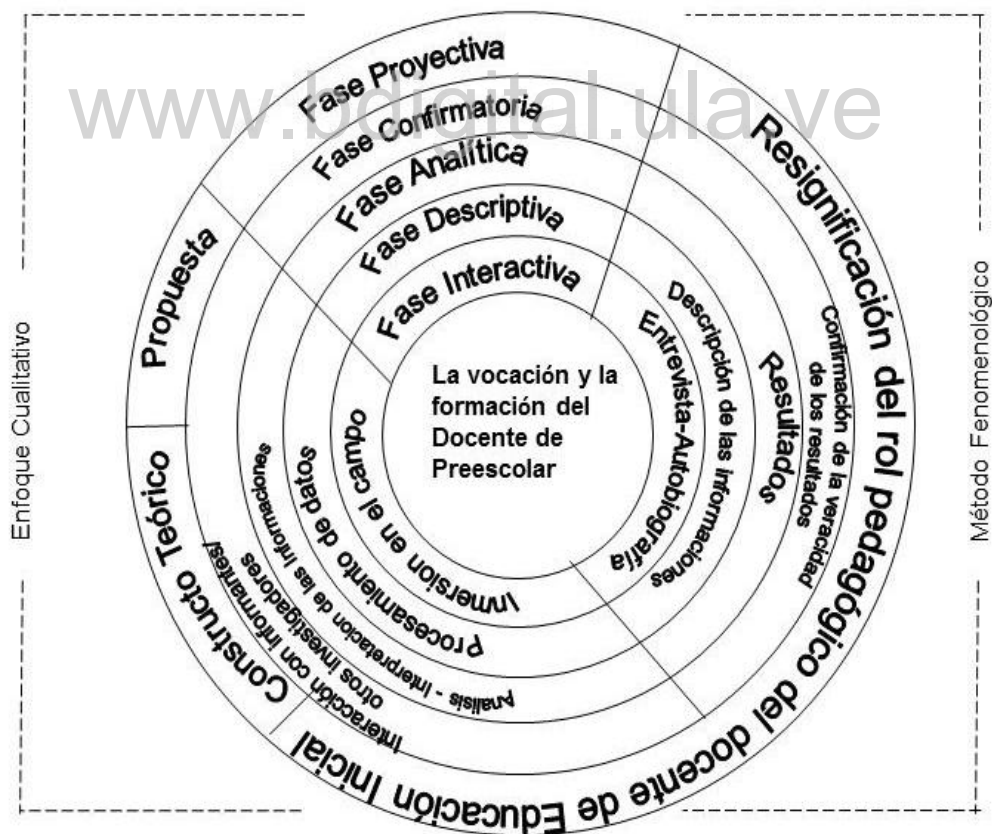 www.bdigital.ula.ve
Fase Proyectiva
Fase Confirmatoria
Fase Analítica
Fase Descriptiva
Fase Interactiva
Resignificación del rol pedagógico del docente de Educación Inicial
Confirmación de la veracidad
de los resultados
Resultados
Descripción de las informaciones
Entrevista-Autobiografía
La vocación y la
formación del
Docente de
Preescolar
Propuesta
Constructo Teórico
Inmersion en el campo
Procesamiento de datos
Analisis - Interpretacion de las informaciones
Interacción con informantes/
otros investigadores
Enfoque Cualitativo
Método Fenomenológico